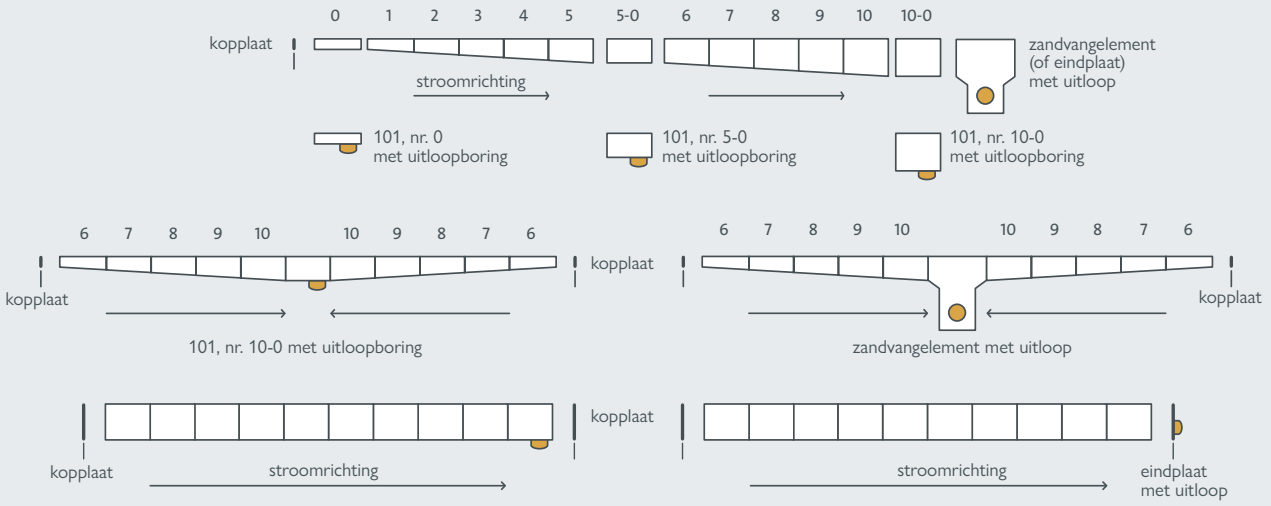 0 1 2 3 4 5 5-0 6 7 8 9 10 10-0
kopplaat
zandvangelement
(of eindplaat)
met uitloop
stroomrichting
101, nr. 0
met uitloopboring
101, nr. 5-0
met uitloopboring
101, nr. 10-0
met uitloopboring
6 7 8 9 10 10 9 8 7 6
6 7 8 9 10 10 9 8 7 6
kopplaat
kopplaat
kopplaat
101, nr. 10-0 met uitloopboring
zandvangelement met uitloop
kopplaat
kopplaat
stroomrichting
stroomrichting
eindplaat
met uitloop